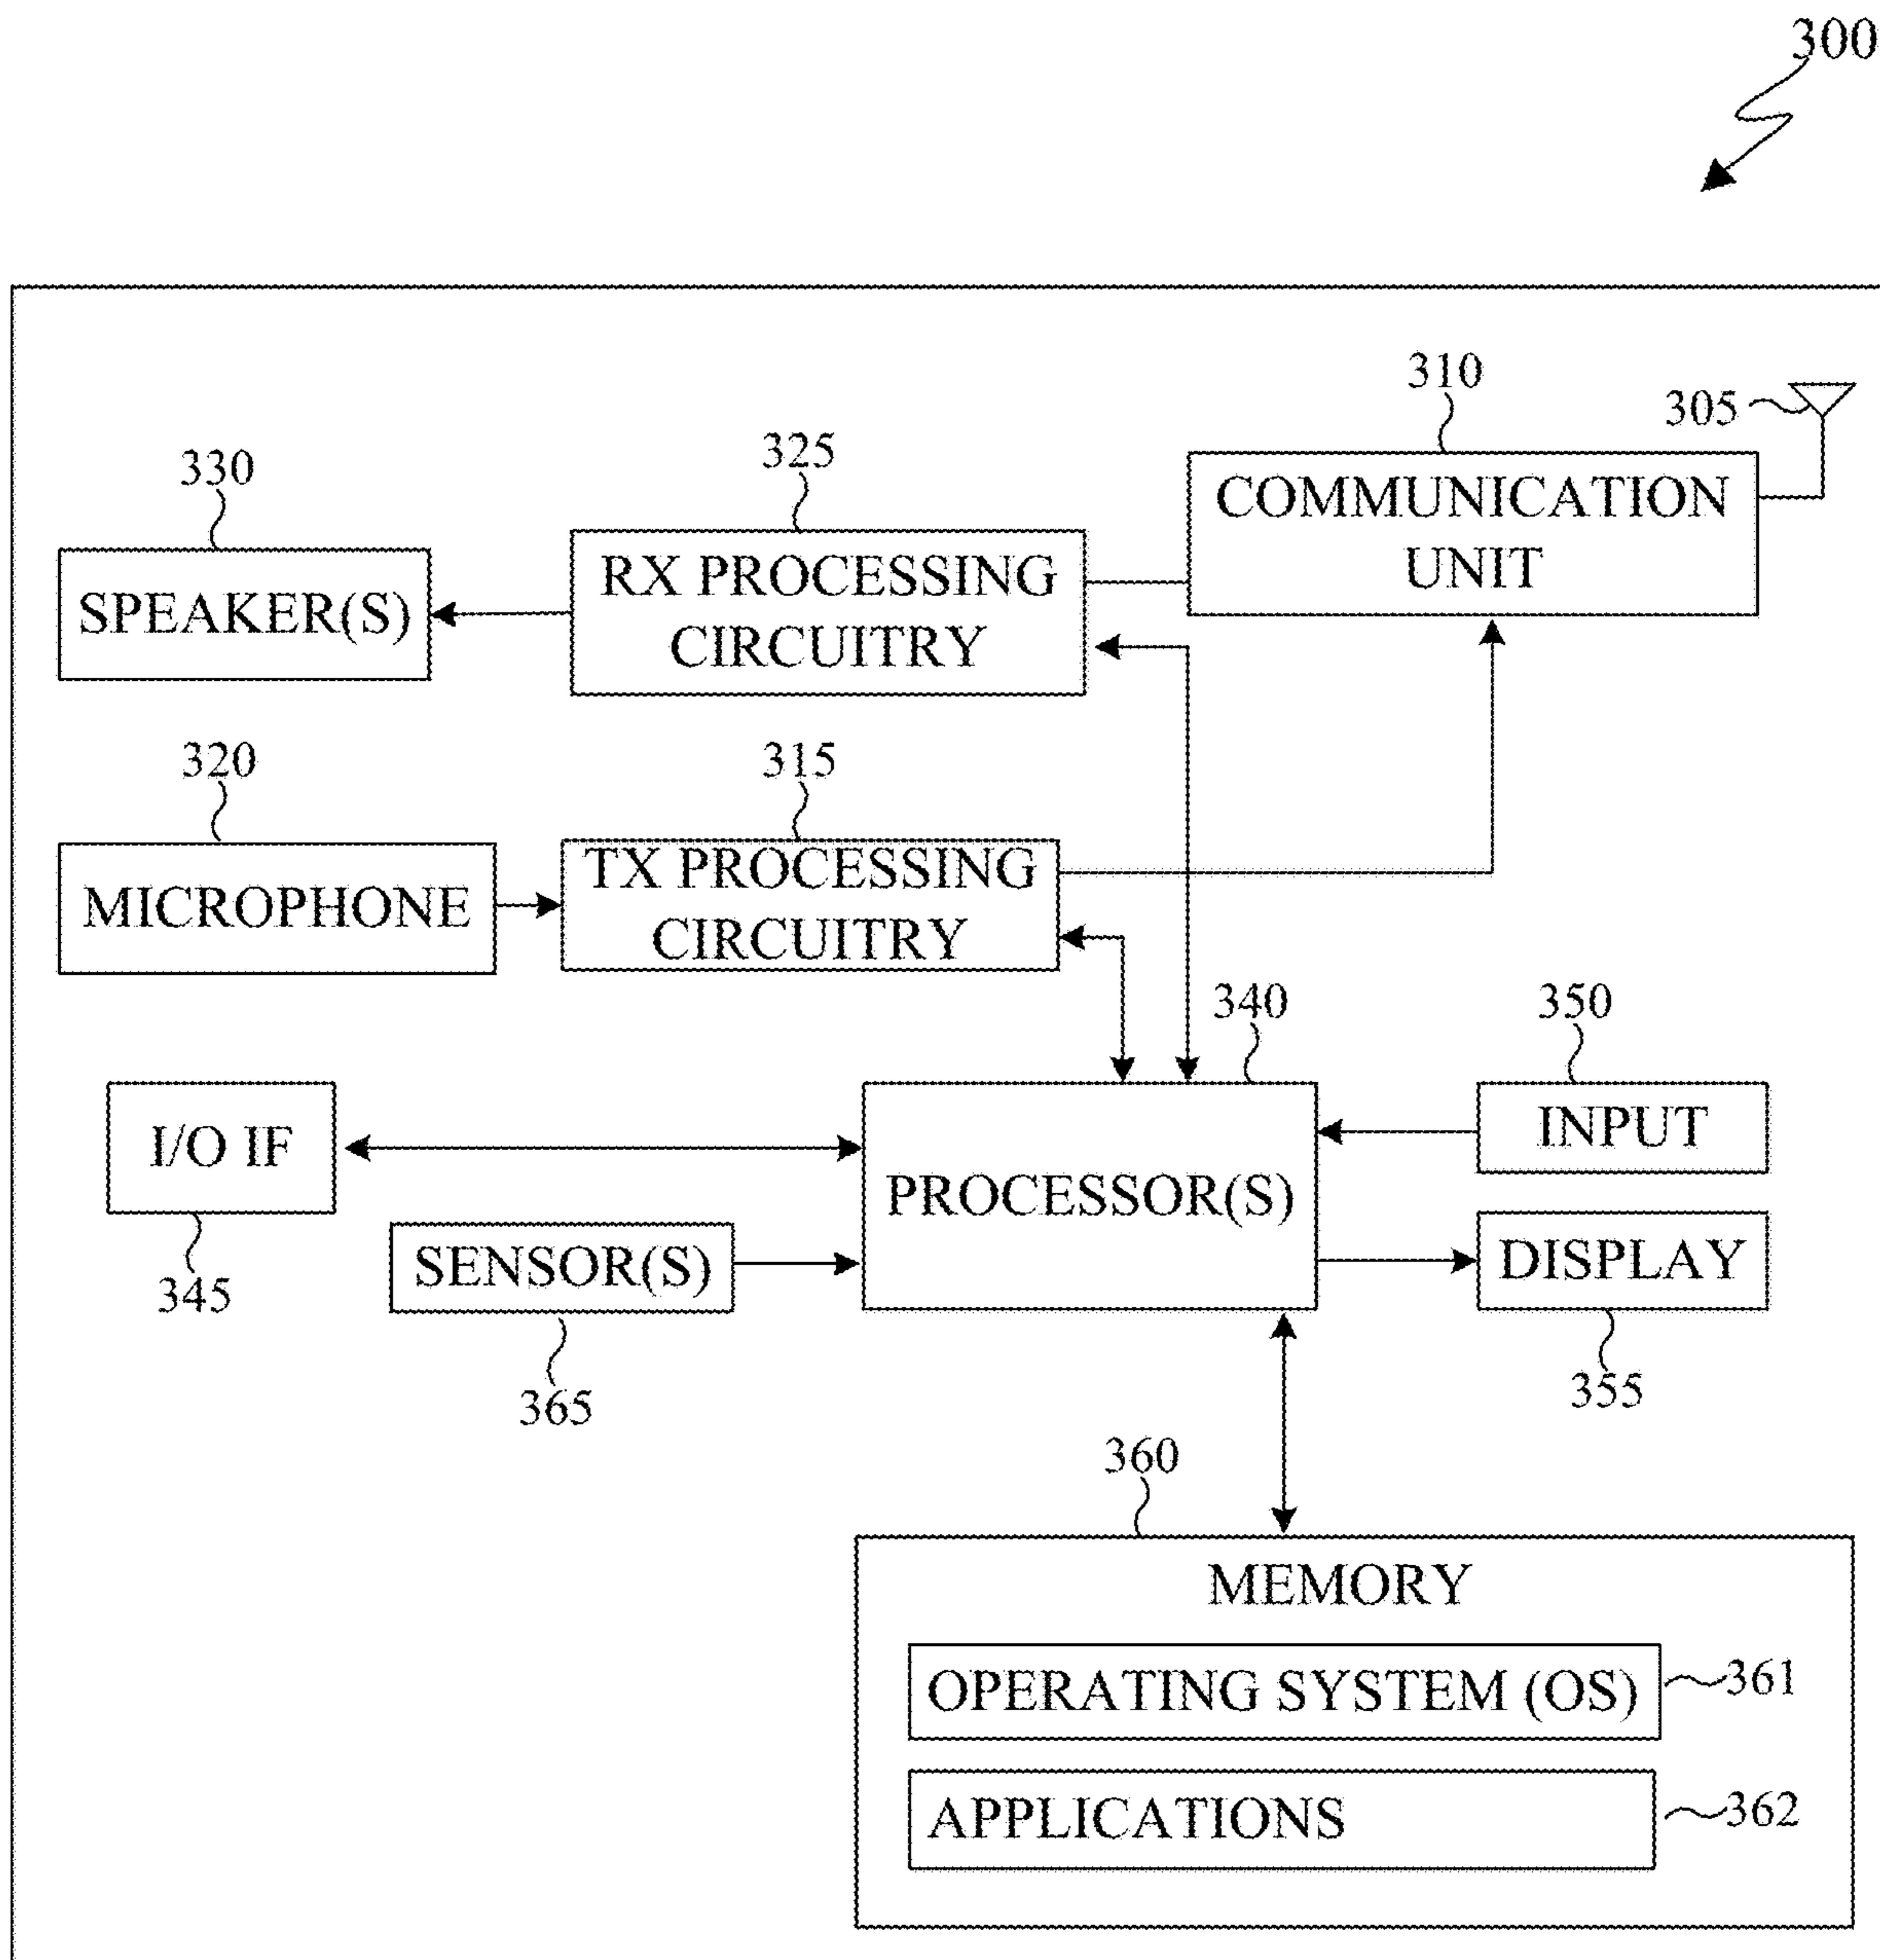 300
310
305
330
325
COMMUNICATION
UNIT
SPEAKER(S)
RX PROCESSING
CIRCUITRY
320
315
MICROPHONE
TX PROCESSING
CIRCUITRY
340
350
I/O IF
INPUT
PROCESSOR(S)
SENSOR(S)
DISPLAY
345
365
355
360
MEMORY
OPERATING SYSTEM (OS)
361
APPLICATIONS
362